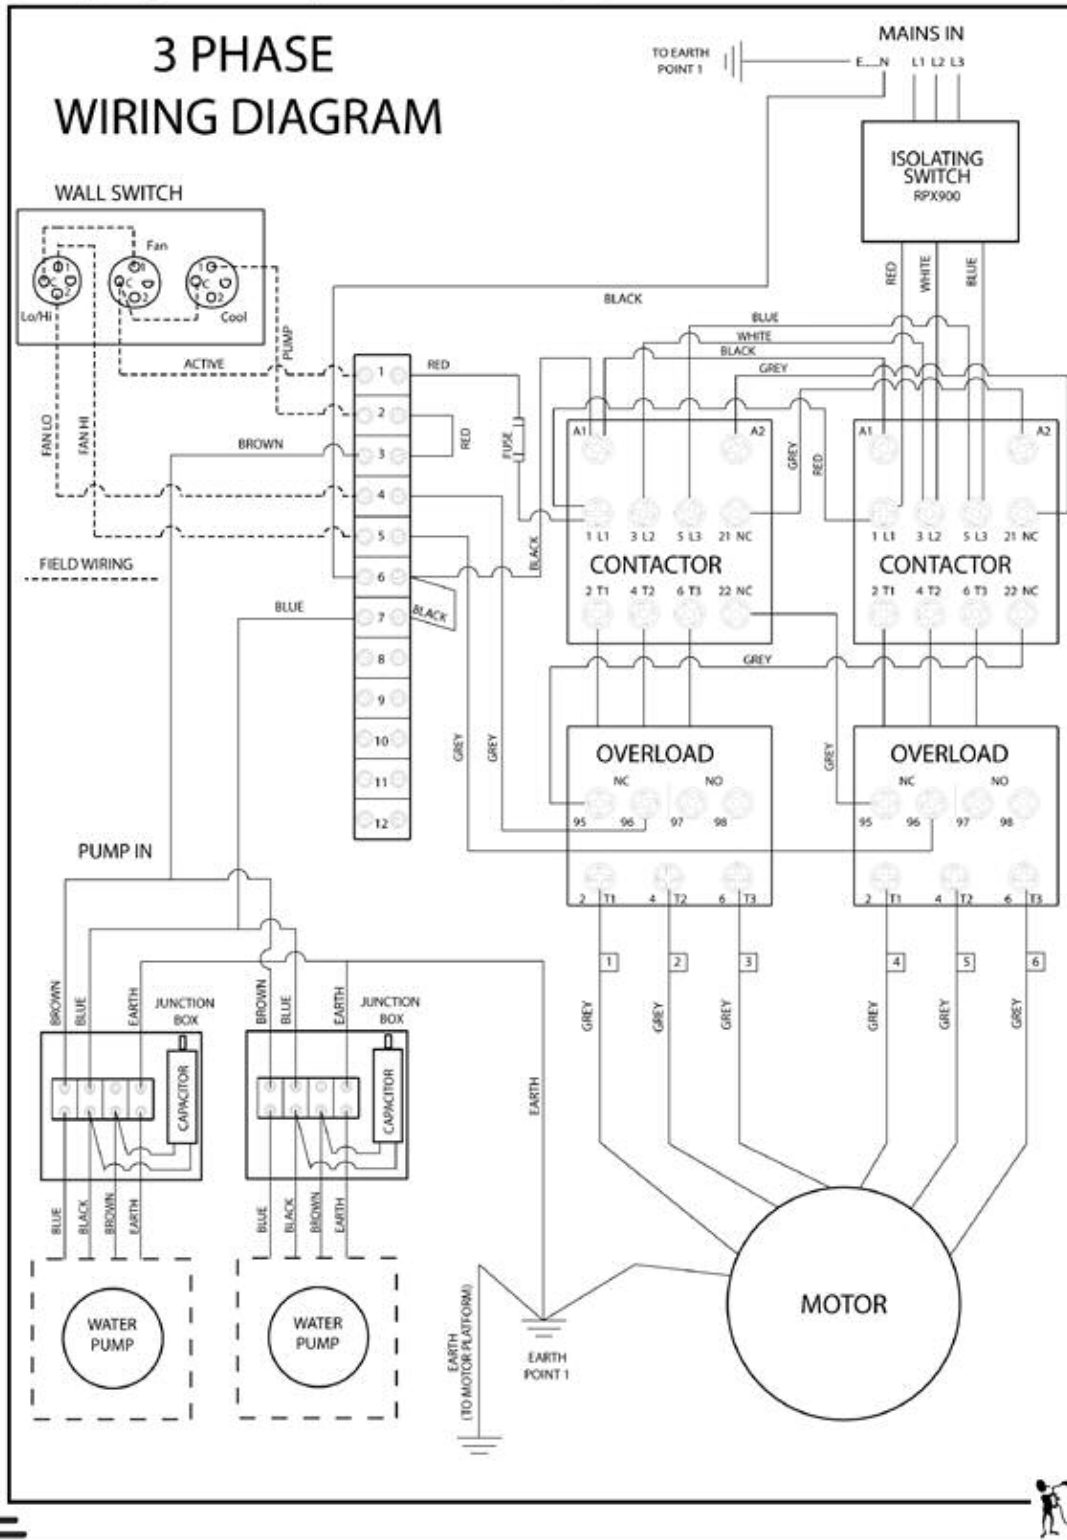 3 PHASE
WIRING DIAGRAM
MAINS IN
TO EARTH
POINT 1
E.....N L1 L2 L3
ISOLATING
SWITCH
RPX900
WALL SWITCH
Fan
1 1 1
C C C
2 2 2
Lo/Hi Cool
RED
WHITE
BLUE
BLACK
BLUE
WHITE
BLACK
GREY
ACTIVE
PUMP
FAN LO
FAN HI
BROWN
FIELD WIRING
RED
RED
FUSE
BLACK
BLUE
BLACK
1
2
3
4
5
6
7
8
9
10
11
12
A1 A2
GREY
RED
A1 A2
1 L1 3 L2 5 L3 21 NC
CONTACTOR
2 T1 4 T2 6 T3 22 NC
1 L1 3 L2 5 L3 21 NC
CONTACTOR
2 T1 4 T2 6 T3 22 NC
GREY
GREY
GREY
GREY
OVERLOAD
NC NO
95 96 97 98
2 T1 4 T2 6 T3
OVERLOAD
NC NO
95 96 97 98
2 T1 4 T2 6 T3
1 2 3 4 5 6
GREY
GREY
GREY
GREY
GREY
GREY
PUMP IN
BROWN
BLUE
EARTH
JUNCTION
BOX
CAPACITOR
BROWN
BLUE
EARTH
JUNCTION
BOX
CAPACITOR
EARTH
BLUE
BLACK
BROWN
EARTH
BLUE
BLACK
BROWN
EARTH
WATER
PUMP
WATER
PUMP
EARTH
(TO MOTOR PLATFORM)
EARTH
POINT 1
MOTOR